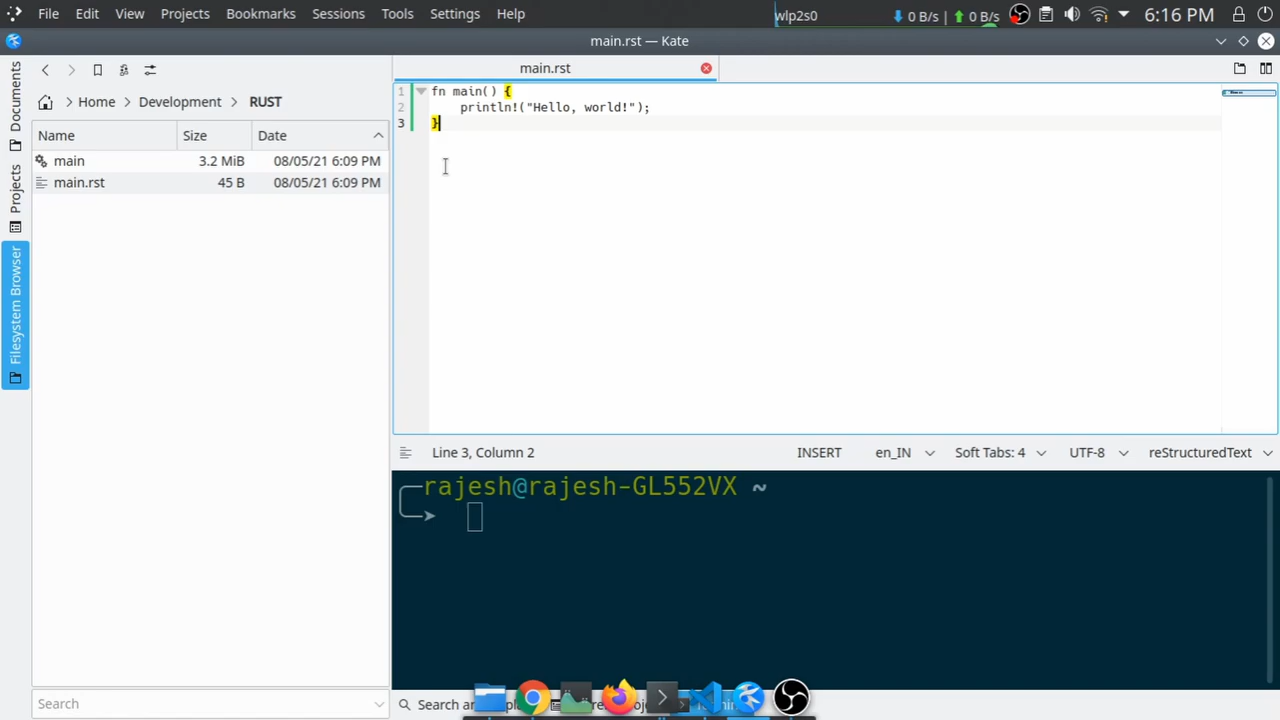 File Edit View Projects Bookmarks Sessions Tools Settings Help
wlp2s0
0 B/s | 0 B/s
6:16 PM
main.rst — Kate
Documents
Projects
Filesystem Browser
Home Development RUST
Name Size Date
main 3.2 MiB 08/05/21 6:09 PM
main.rst 45 B 08/05/21 6:09 PM
Search
main.rst
1 fn main() {
2 println!("Hello, world!");
3 }
Line 3, Column 2 INSERT en_IN Soft Tabs: 4 UTF-8 reStructuredText
rajesh@rajesh-GL552VX ~
Search